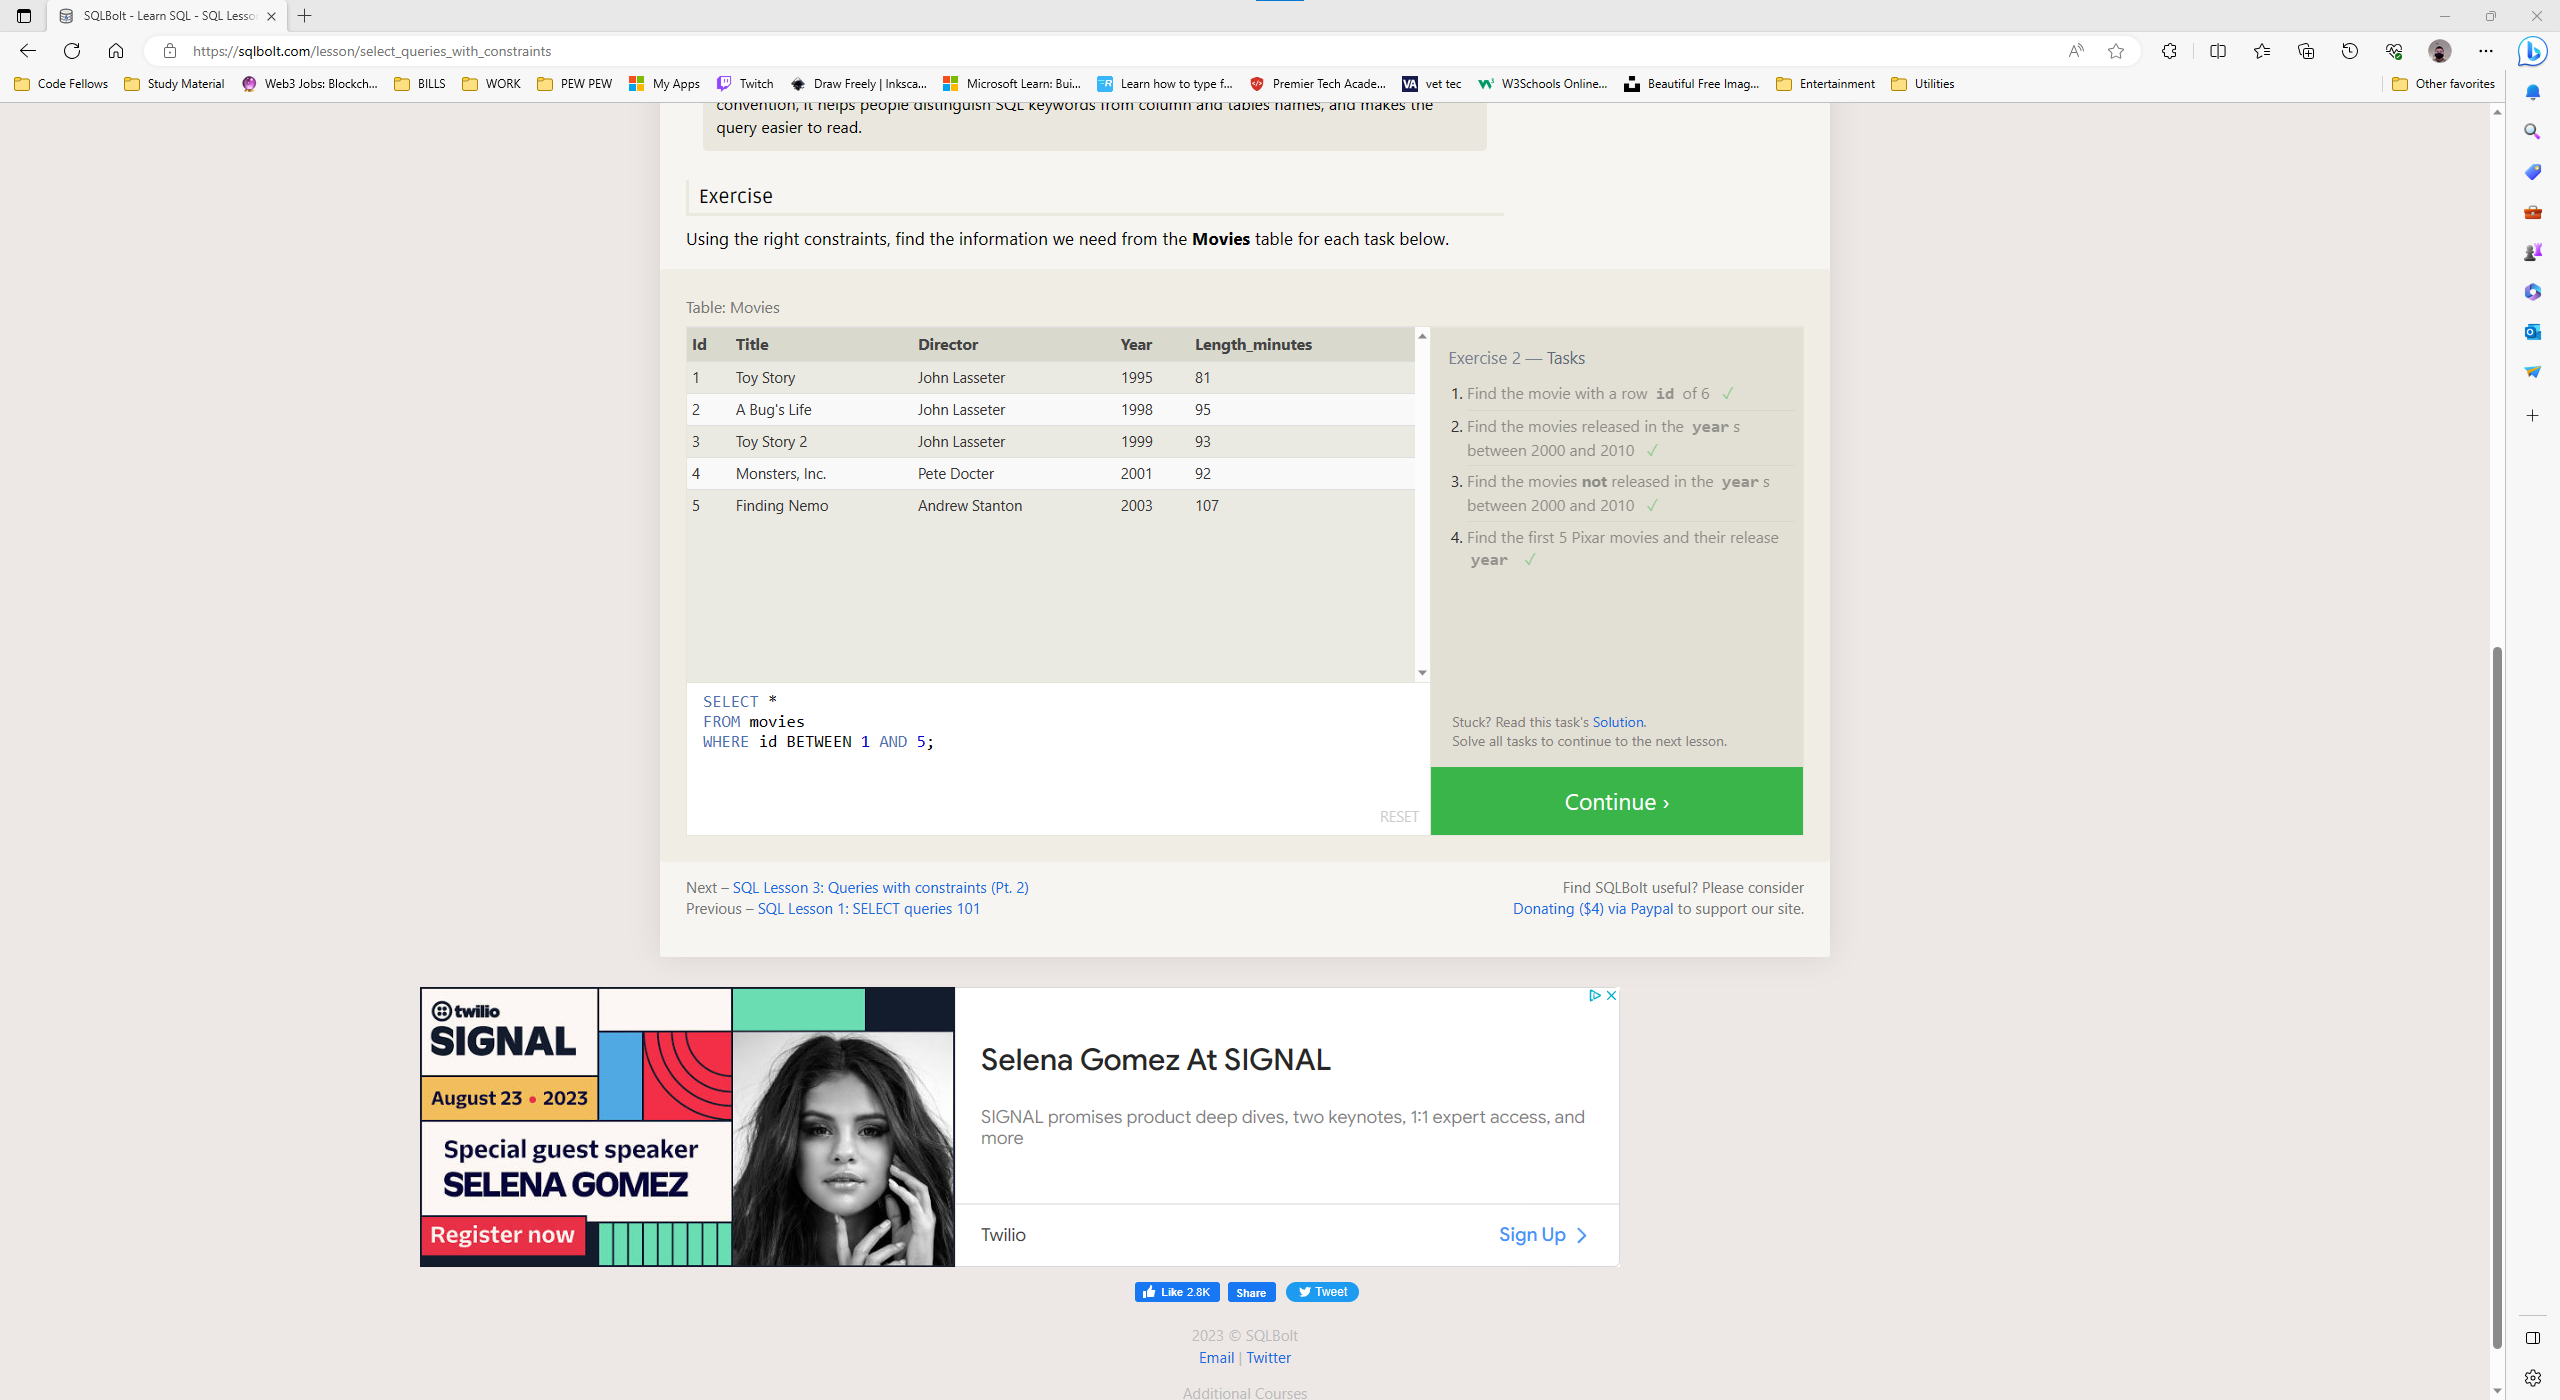 SQLBolt - Learn SQL - SQL Lesso
https://sqlbolt.com/lesson/select_queries_with_constraints
Code Fellows
Study Material
Web3 Jobs: Blockch...
BILLS
WORK
PEW PEW
My Apps
Twitch
Draw Freely | Inksca...
Microsoft Learn: Bui...
Learn how to type f...
Premier Tech Acade...
VA vet tec
W3Schools Online...
Beautiful Free Imag...
Entertainment
Utilities
Other favorites
convention, it helps people distinguish SQL keywords from column and tables names, and makes the
query easier to read.
Exercise
Using the right constraints, find the information we need from the Movies table for each task below.
Table: Movies
Id Title Director Year Length_minutes
1 Toy Story John Lasseter 1995 81
2 A Bug's Life John Lasseter 1998 95
3 Toy Story 2 John Lasseter 1999 93
4 Monsters, Inc. Pete Docter 2001 92
5 Finding Nemo Andrew Stanton 2003 107
SELECT *
FROM movies
WHERE id BETWEEN 1 AND 5;
RESET
Exercise 2 — Tasks
1. Find the movie with a row id of 6 ✓
2. Find the movies released in the year s
between 2000 and 2010 ✓
3. Find the movies not released in the year s
between 2000 and 2010 ✓
4. Find the first 5 Pixar movies and their release
year ✓
Stuck? Read this task's Solution.
Solve all tasks to continue to the next lesson.
Continue ›
Next – SQL Lesson 3: Queries with constraints (Pt. 2)
Previous – SQL Lesson 1: SELECT queries 101
Find SQLBolt useful? Please consider
Donating ($4) via Paypal to support our site.
twilio
SIGNAL
August 23 • 2023
Special guest speaker
SELENA GOMEZ
Register now
Selena Gomez At SIGNAL
SIGNAL promises product deep dives, two keynotes, 1:1 expert access, and
more
Twilio
Sign Up
Like 2.8K
Share
Tweet
2023 © SQLBolt
Email | Twitter
Additional Courses